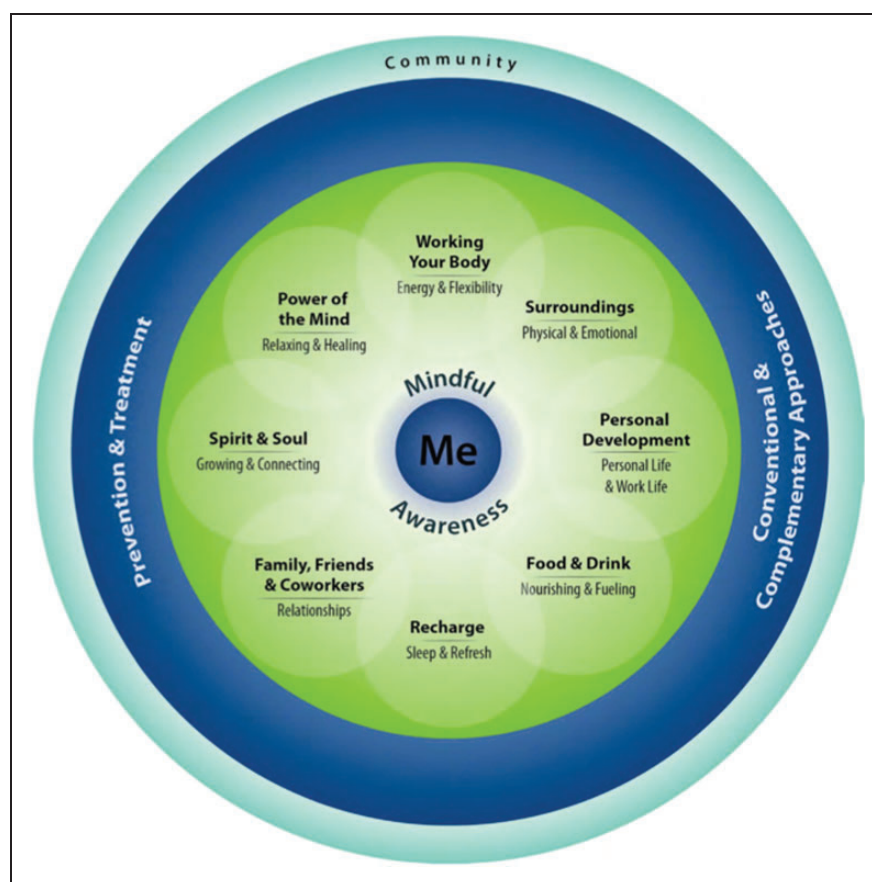 Community
Working
Your Body
Energy & Flexibility
Surroundings
Physical & Emotional
Personal
Development
Personal Life
& Work Life
Food & Drink
Nourishing & Fueling
Recharge
Sleep & Refresh
Family, Friends
& Coworkers
Relationships
Spirit & Soul
Growing & Connecting
Power of
the Mind
Relaxing & Healing
Mindful
Me
Awareness
Prevention & Treatment
Conventional &
Complementary Approaches